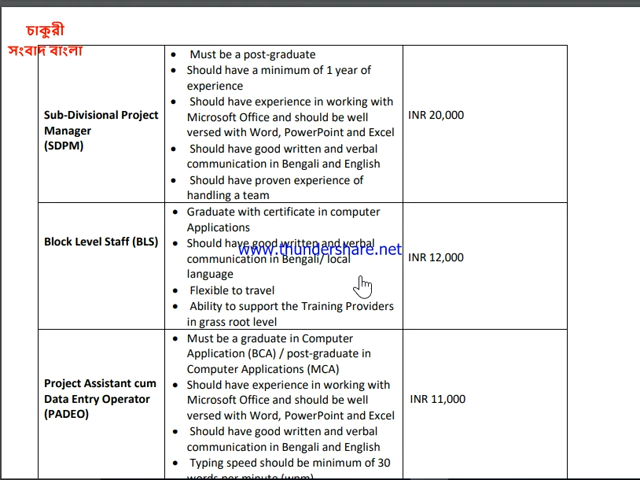 চাকুরী
সংবাদ বাংলা
Sub-Divisional Project
Manager
(SDPM)
• Must be a post-graduate
• Should have a minimum of 1 year of
experience
• Should have experience in working with
Microsoft Office and should be well
versed with Word, PowerPoint and Excel
• Should have good written and verbal
communication in Bengali and English
• Should have proven experience of
handling a team
INR 20,000
Block Level Staff (BLS)
• Graduate with certificate in computer
Applications
• Should have good written and verbal
communication in Bengali/ local
language
• Flexible to travel
• Ability to support the Training Providers
in grass root level
www.thundershare.net
INR 12,000
Project Assistant cum
Data Entry Operator
(PADEO)
• Must be a graduate in Computer
Application (BCA) / post-graduate in
Computer Applications (MCA)
• Should have experience in working with
Microsoft Office and should be well
versed with Word, PowerPoint and Excel
• Should have good written and verbal
communication in Bengali and English
• Typing speed should be minimum of 30
words per minute (wpm)
INR 11,000